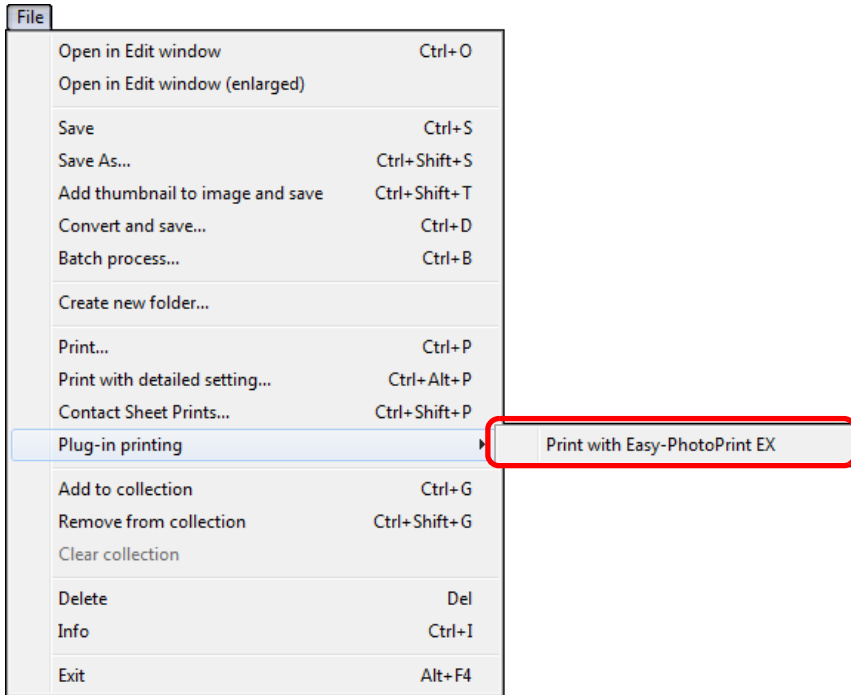 File
Open in Edit window Ctrl+O
Open in Edit window (enlarged)
Save Ctrl+S
Save As... Ctrl+Shift+S
Add thumbnail to image and save Ctrl+Shift+T
Convert and save... Ctrl+D
Batch process... Ctrl+B
Create new folder...
Print... Ctrl+P
Print with detailed setting... Ctrl+Alt+P
Contact Sheet Prints... Ctrl+Shift+P
Plug-in printing Print with Easy-PhotoPrint EX
Add to collection Ctrl+G
Remove from collection Ctrl+Shift+G
Clear collection
Delete Del
Info Ctrl+I
Exit Alt+F4